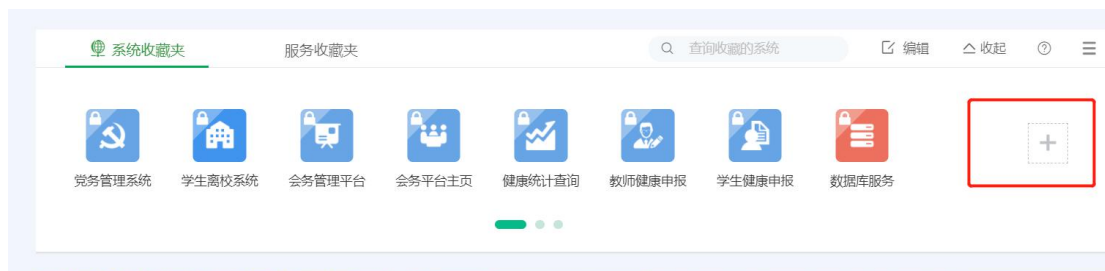 系统收藏夹 服务收藏夹 查询收藏的系统 编辑 收起
党务管理系统 学生离校系统 会务管理平台 会务平台主页 健康统计查询 教师健康申报 学生健康申报 数据库服务